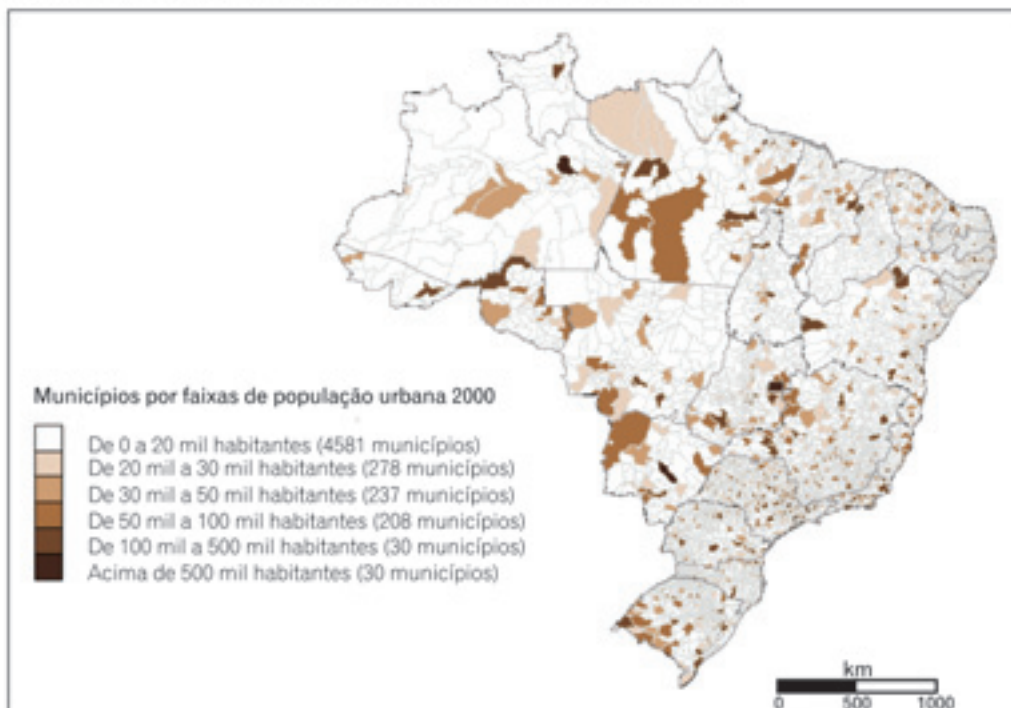 Municípios por faixas de população urbana 2000
De 0 a 20 mil habitantes (4581 municípios)
De 20 mil a 30 mil habitantes (278 municípios)
De 30 mil a 50 mil habitantes (237 municípios)
De 50 mil a 100 mil habitantes (208 municípios)
De 100 mil a 500 mil habitantes (30 municípios)
Acima de 500 mil habitantes (30 municípios)
km
0 500 1000